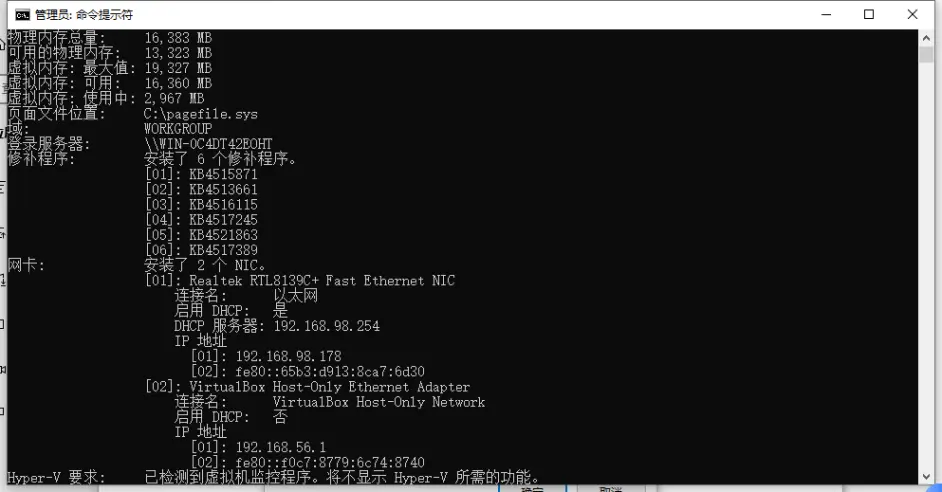 管理员: 命令提示符
物理内存总量: 16,383 MB
可用的物理内存: 13,323 MB
虚拟内存: 最大值: 19,327 MB
虚拟内存: 可用: 16,360 MB
虚拟内存: 使用中: 2,967 MB
页面文件位置: C:\pagefile.sys
域: WORKGROUP
登录服务器: \\WIN-0C4DT42EOHT
修补程序: 安装了 6 个修补程序。
[01]: KB4515871
[02]: KB4513661
[03]: KB4516115
[04]: KB4517245
[05]: KB4521863
[06]: KB4517389
网卡: 安装了 2 个 NIC。
[01]: Realtek RTL8139C+ Fast Ethernet NIC
连接名: 以太网
启用 DHCP: 是
DHCP 服务器: 192.168.98.254
IP 地址
[01]: 192.168.98.178
[02]: fe80::65b3:d913:8ca7:6d30
[02]: VirtualBox Host-Only Ethernet Adapter
连接名: VirtualBox Host-Only Network
启用 DHCP: 否
IP 地址
[01]: 192.168.56.1
[02]: fe80::f0c7:8779:6c74:8740
Hyper-V 要求: 已检测到虚拟机监控程序。将不显示 Hyper-V 所需的功能。